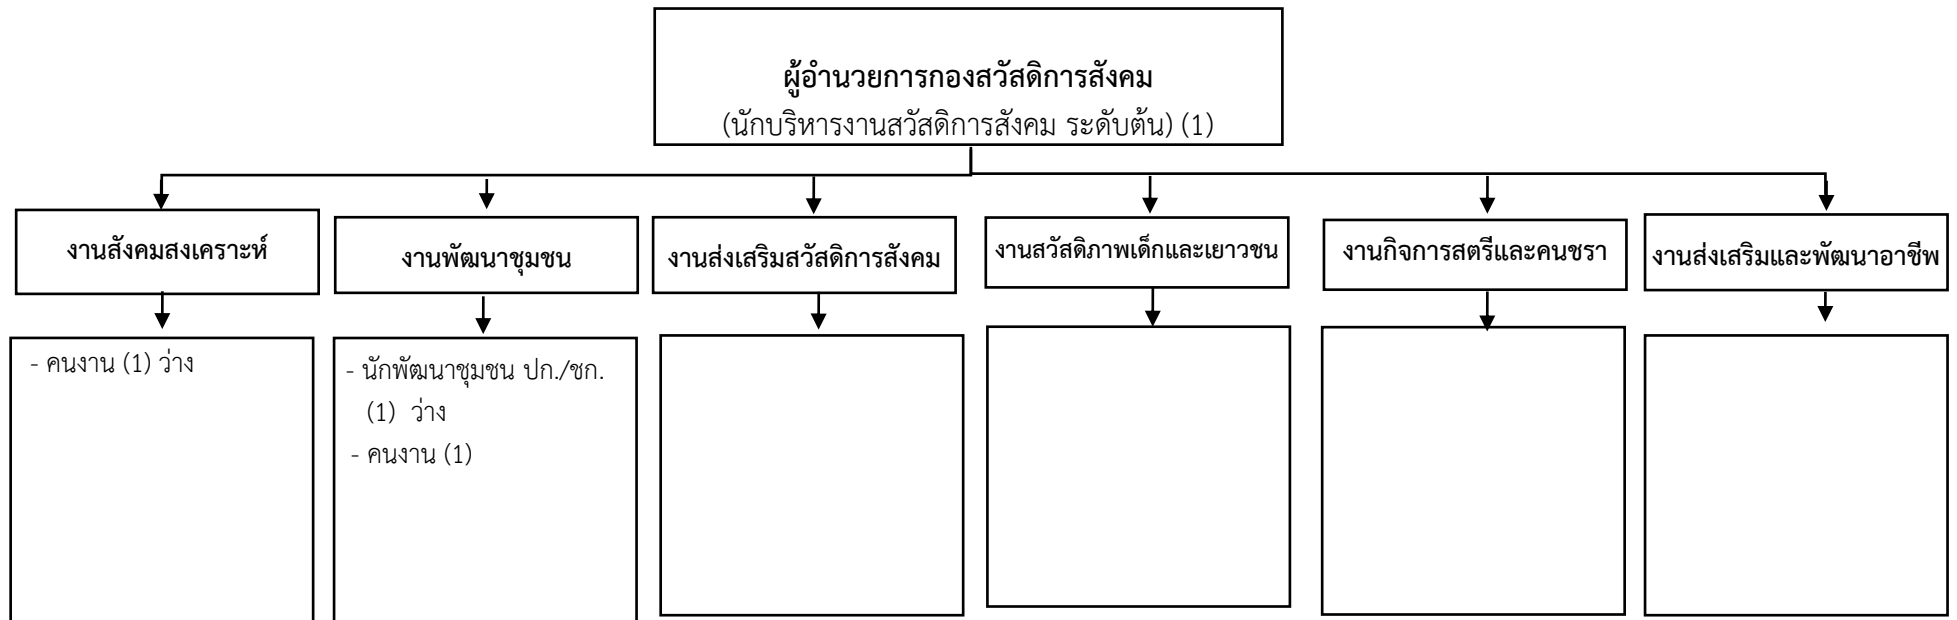 ผู้อำนวยการกองสวัสดิการสังคม
(นักบริหารงานสวัสดิการสังคม ระดับต้น) (1)
งานสังคมสงเคราะห์
งานพัฒนาชุมชน
งานส่งเสริมสวัสดิการสังคม
งานสวัสดิภาพเด็กและเยาวชน
งานกิจการสตรีและคนชรา
งานส่งเสริมและพัฒนาอาชีพ
- คนงาน (1) ว่าง
- นักพัฒนาชุมชน ปก./ชก.
(1) ว่าง
- คนงาน (1)